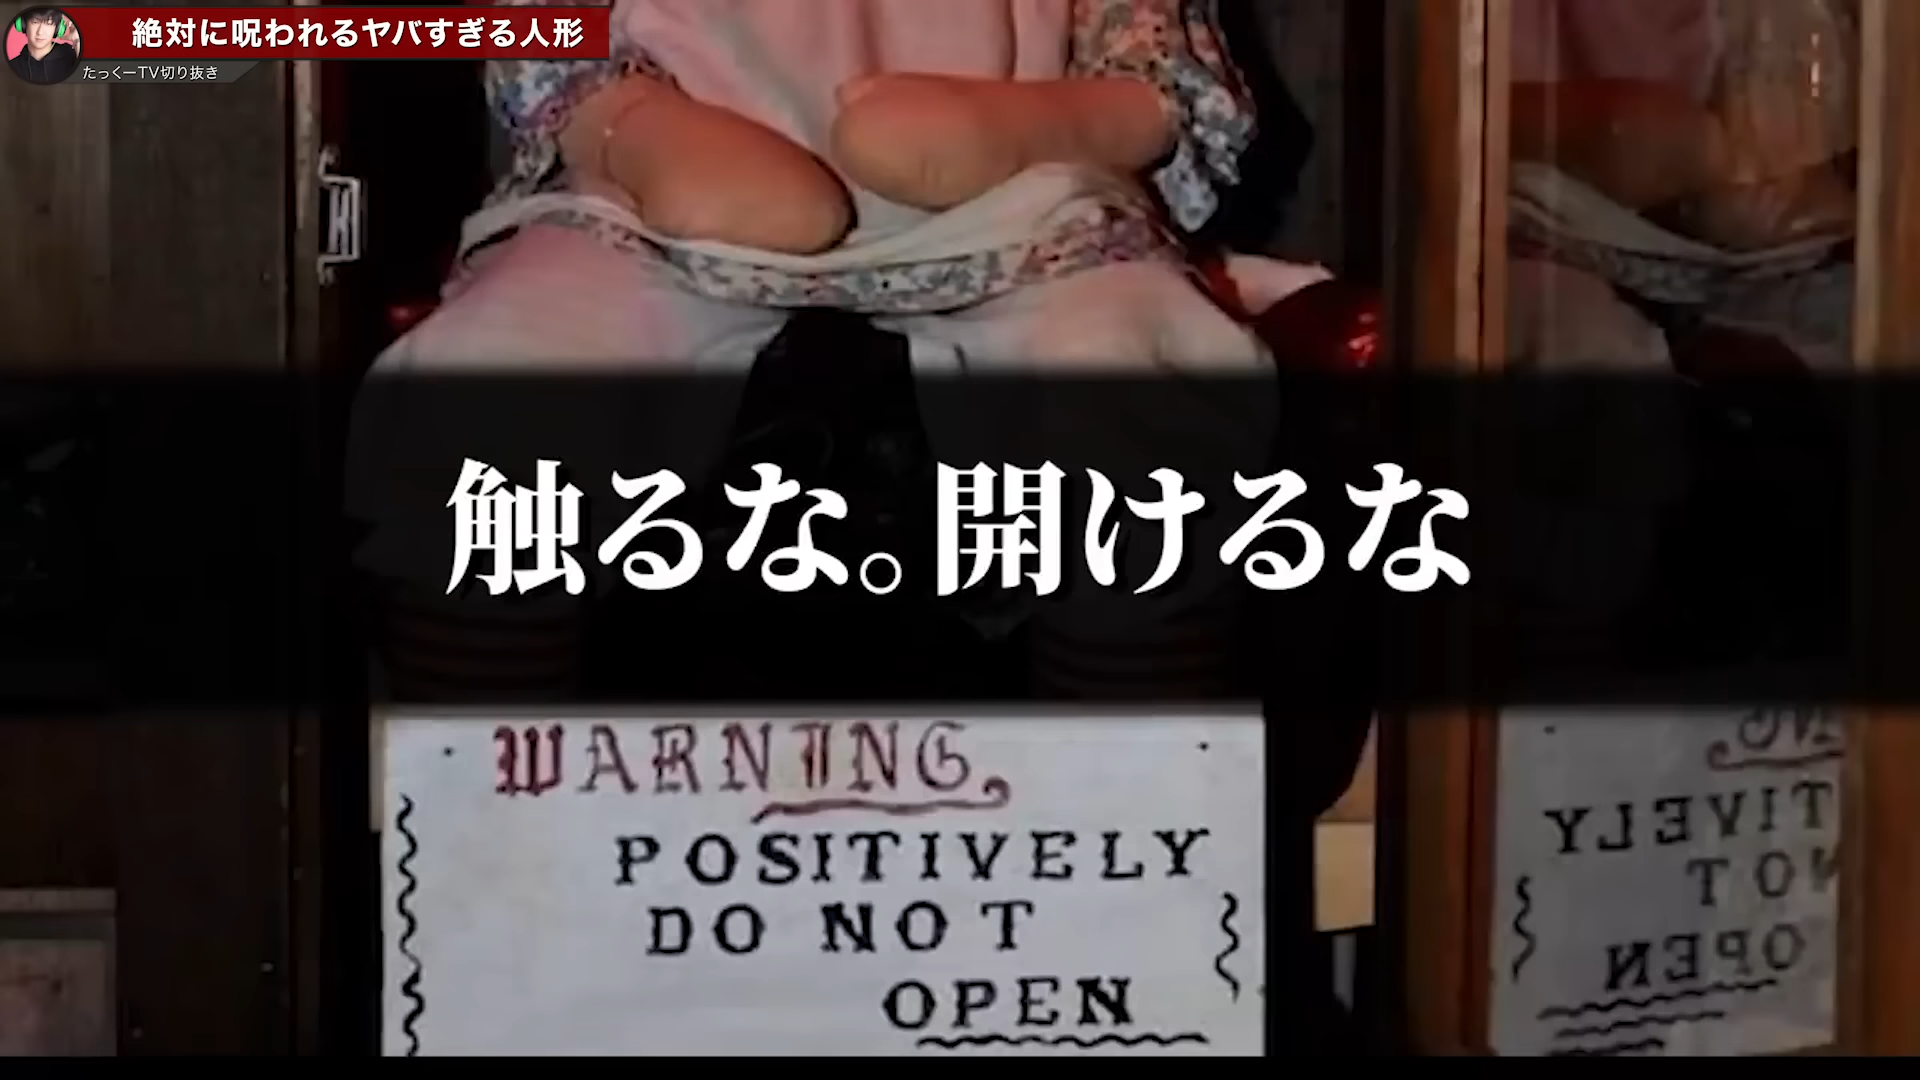 絶対に呪われるヤバすぎる人形
たっくーTV切り抜き
触るな。開けるな
WARNING,
POSITIVELY
DO NOT
OPEN